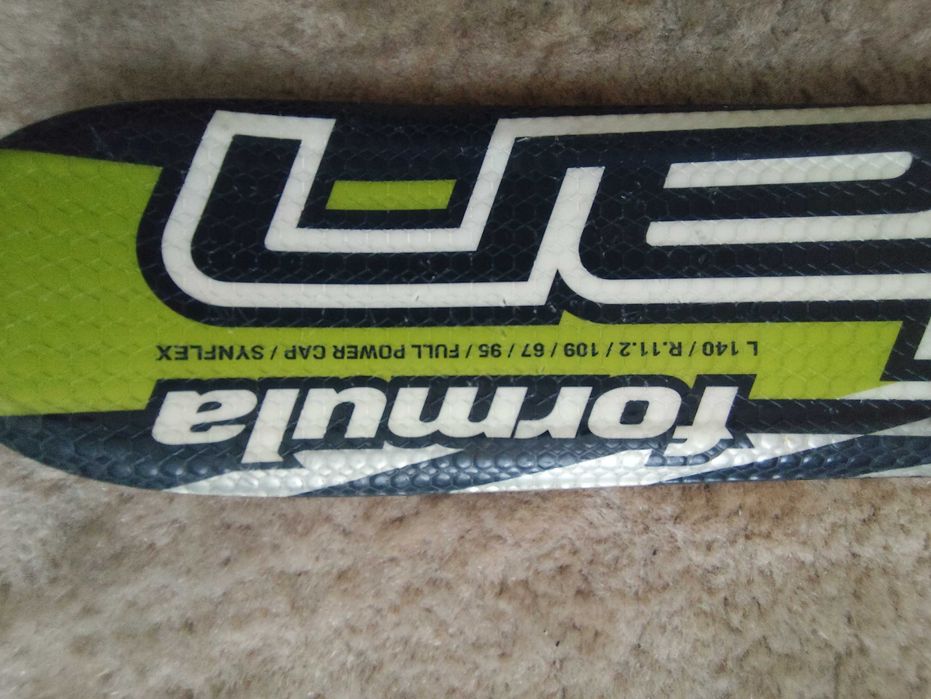 formula
L 140 / R.11.2 / 109 / 67 / 95 / FULL POWER CAP / SYNFLEX